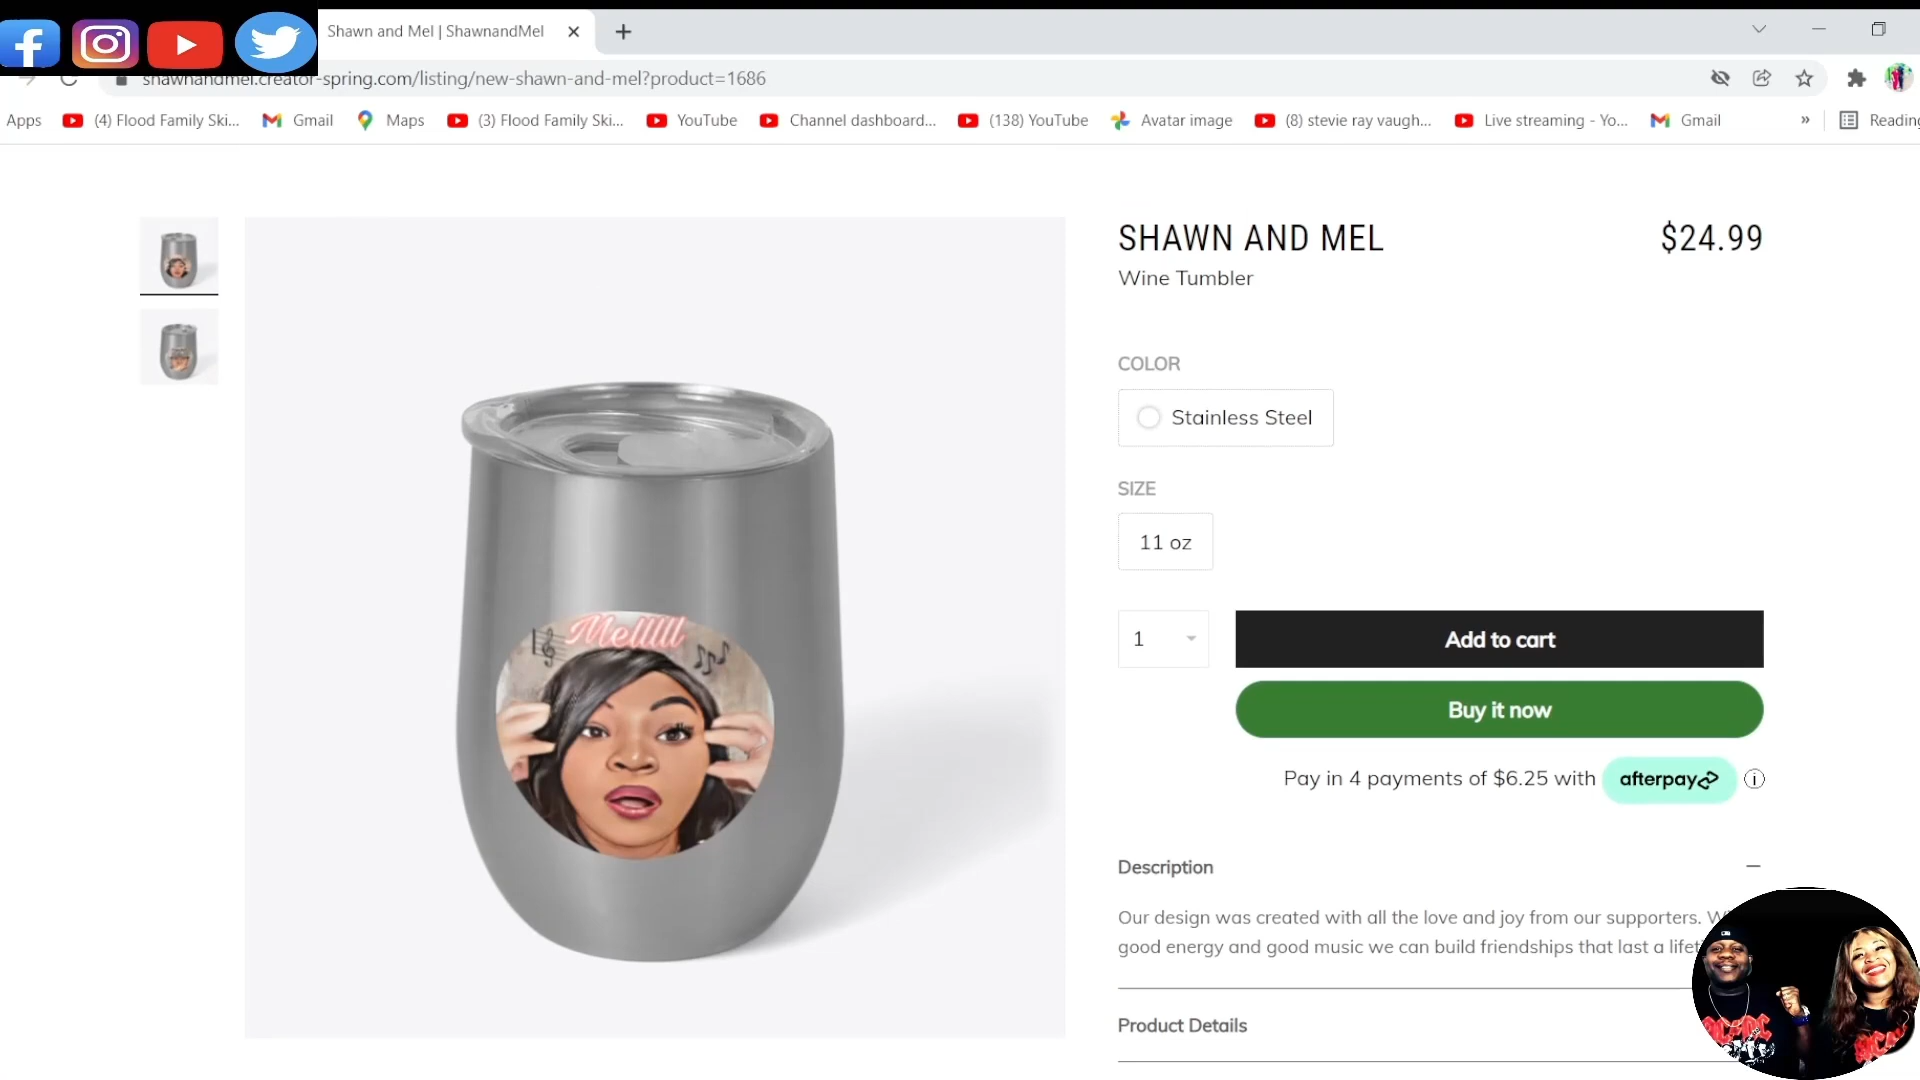 Shawn and Mel | ShawnandMel
shawnandmel.creator-spring.com/listing/new-shawn-and-mel?product=1686
Apps (4) Flood Family Ski... Gmail Maps (3) Flood Family Ski... YouTube Channel dashboard... (138) YouTube Avatar image (8) stevie ray vaugh... Live streaming - Yo... Gmail » Reading
SHAWN AND MEL $24.99
Wine Tumbler
COLOR
Stainless Steel
SIZE
11 oz
1 Add to cart
Buy it now
Pay in 4 payments of $6.25 with afterpay
Mellllll
Description
Our design was created with all the love and joy from our supporters.
good energy and good music we can build friendships that last a
Product Details